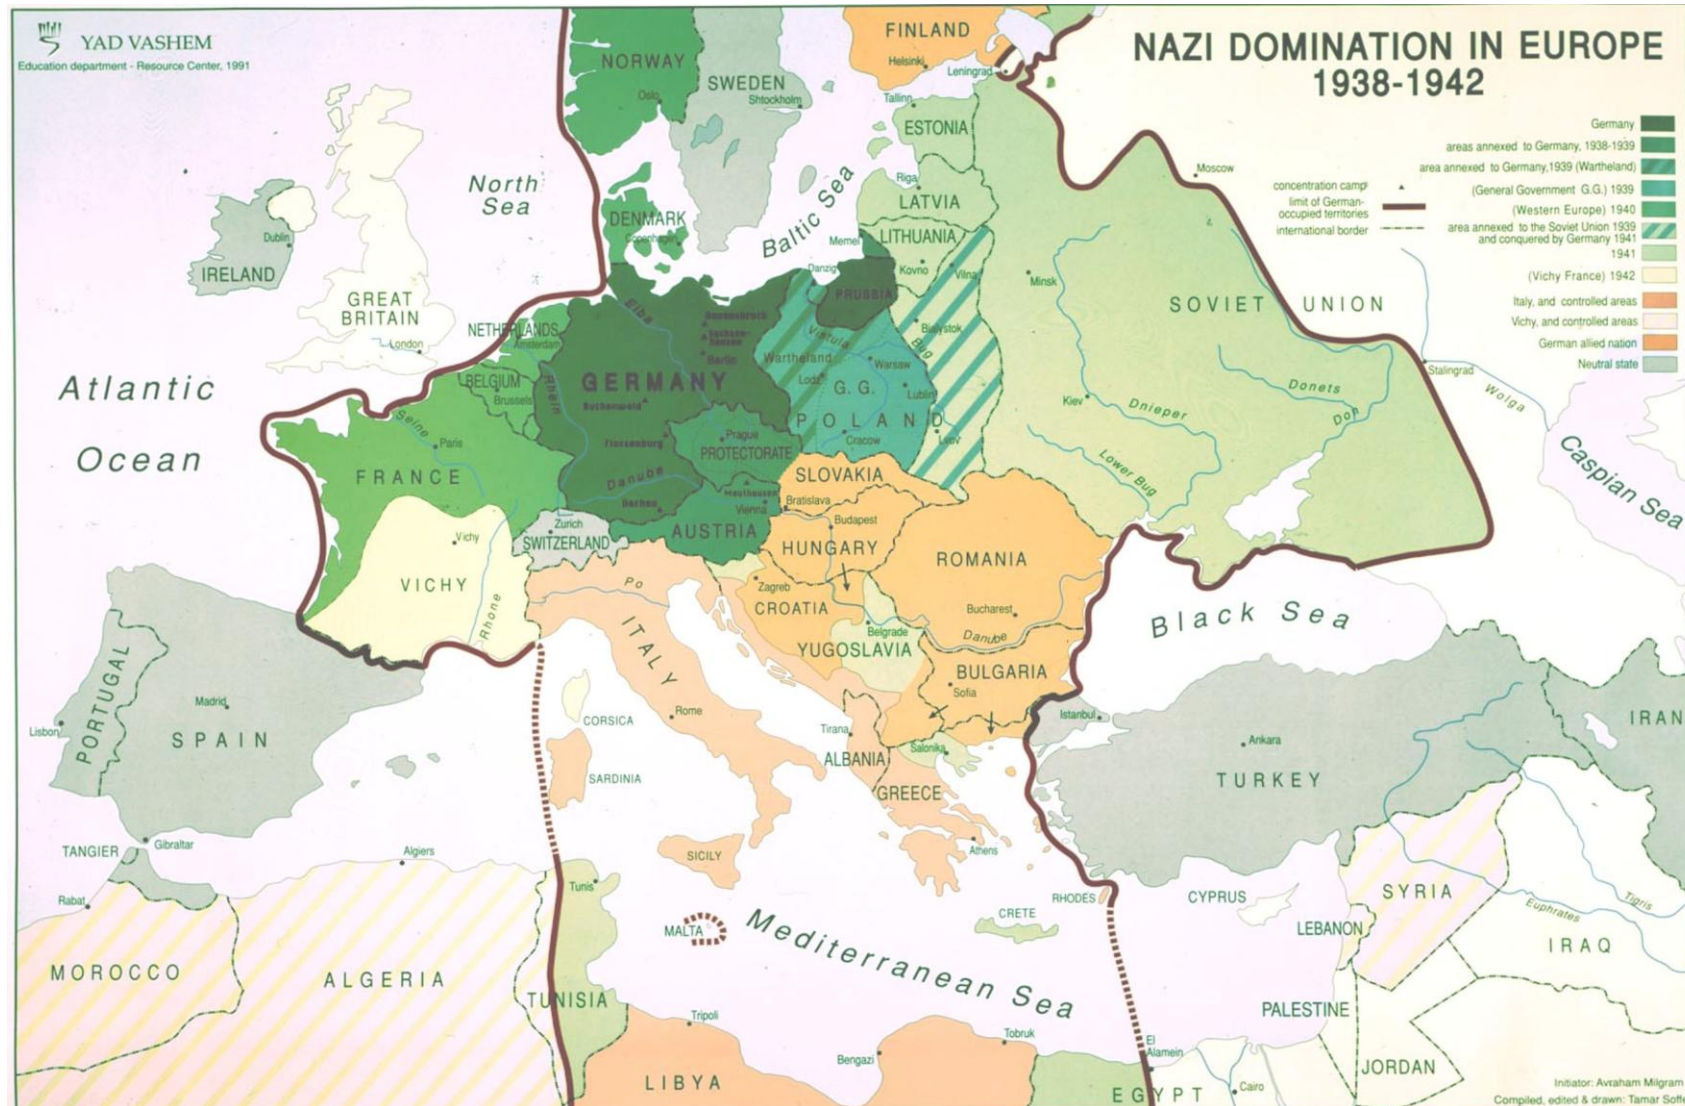 YAD VASHEM
Education department - Resource Center, 1991
NAZI DOMINATION IN EUROPE
1938-1942
Germany
areas annexed to Germany, 1938-1939
area annexed to Germany,1939 (Wartheland)
(General Government G.G.) 1939
(Western Europe) 1940
area annexed to the Soviet Union 1939
and conquered by Germany 1941
1941
(Vichy France) 1942
Italy, and controlled areas
Vichy, and controlled areas
German allied nation
Neutral state
concentration camp
limit of German-
occupied territories
international border
NORWAY
Oslo
SWEDEN
Shtockholm
FINLAND
Helsinki
Leningrad
Tallinn
ESTONIA
Riga
LATVIA
LITHUANIA
Memel
Kovno
Vilna
Moscow
Minsk
SOVIET UNION
North
Sea
Baltic Sea
DENMARK
Copenhagen
Danzig
PRUSSIA
IRELAND
Dublin
GREAT
BRITAIN
London
NETHERLANDS
Amsterdam
BELGIUM
Brussels
Rhein
Elba
Ravensbruck
Sachsen-
hausen
Berlin
GERMANY
Buchenwald
Flossenburg
Dachau
Danube
Prague
PROTECTORATE
Mauthausen
Vienna
AUSTRIA
Vistula
Wartheland
Lodz
Warsaw
G. G.
Lublin
POLAND
Cracow
Lvov
Bialystok
Bug
Kiev
Dnieper
Lower Bug
Donets
Don
Stalingrad
Wolga
Caspian Sea
Atlantic
Ocean
Seine
Paris
FRANCE
Vichy
VICHY
Rhone
Zurich
SWITZERLAND
SLOVAKIA
Bratislava
Budapest
HUNGARY
ROMANIA
Bucharest
Danube
Zagreb
CROATIA
Belgrade
YUGOSLAVIA
BULGARIA
Sofia
Black Sea
Po
ITALY
Rome
CORSICA
SARDINIA
SICILY
Tirana
ALBANIA
Salonika
GREECE
Athens
PORTUGAL
Lisbon
Madrid
SPAIN
Istanbul
Ankara
TURKEY
IRAN
TANGIER
Gibraltar
Algiers
Rabat
MOROCCO
ALGERIA
Tunis
TUNISIA
MALTA
Mediterranean Sea
CRETE
RHODES
CYPRUS
LEBANON
SYRIA
Euphrates
Tigris
IRAQ
PALESTINE
JORDAN
Tripoli
LIBYA
Bengazi
Tobruk
El
Alamein
EGYPT
Cairo
Initiator: Avraham Milgram
Compiled, edited & drawn: Tamar Soffe